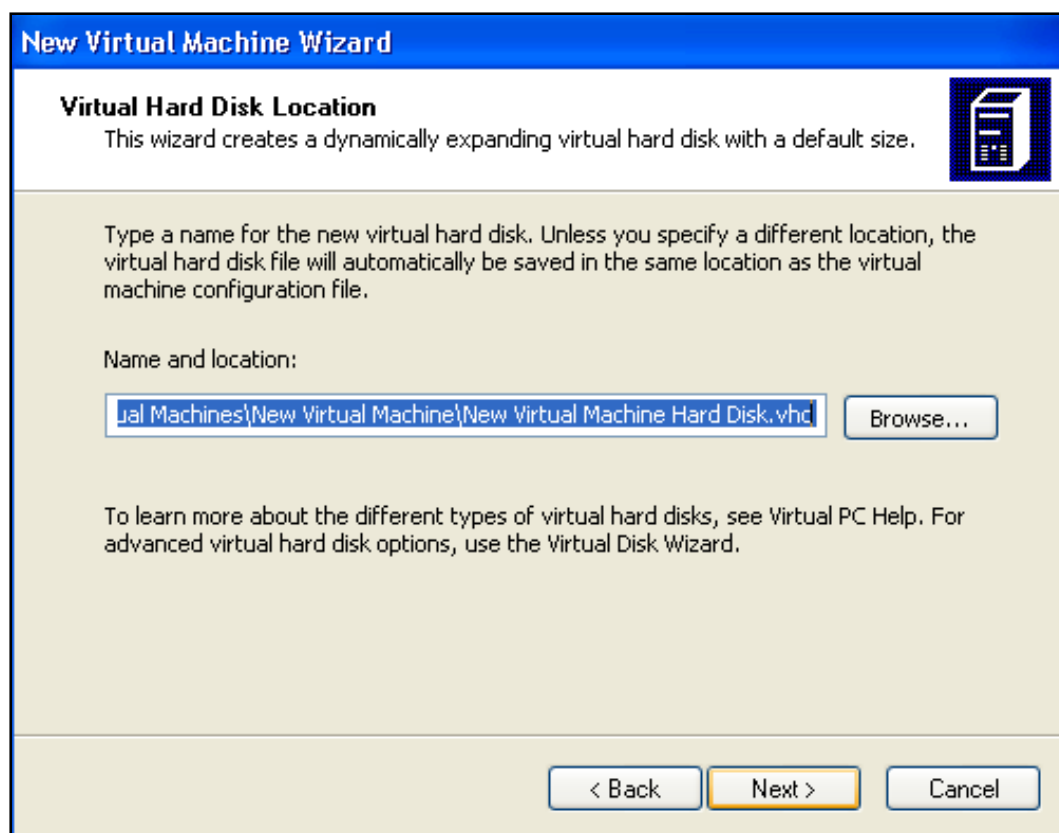 New Virtual Machine Wizard
Virtual Hard Disk Location
This wizard creates a dynamically expanding virtual hard disk with a default size.
Type a name for the new virtual hard disk. Unless you specify a different location, the
virtual hard disk file will automatically be saved in the same location as the virtual
machine configuration file.
Name and location:
ual Machines\New Virtual Machine\New Virtual Machine Hard Disk.vhd
Browse...
To learn more about the different types of virtual hard disks, see Virtual PC Help. For
advanced virtual hard disk options, use the Virtual Disk Wizard.
< Back
Next >
Cancel